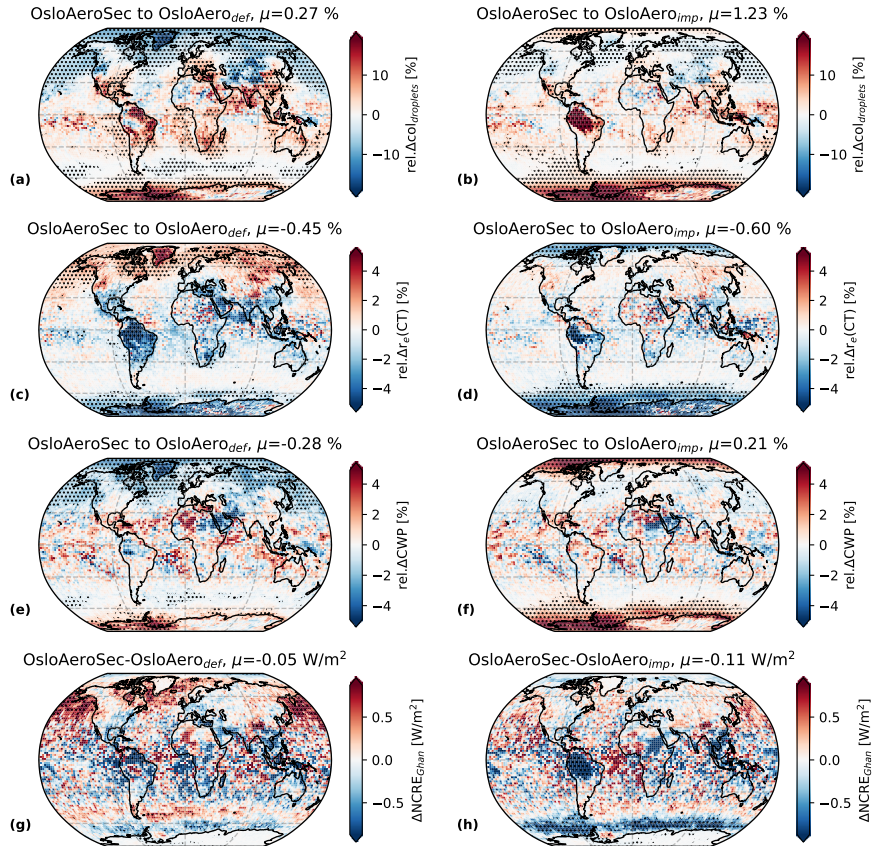 OsloAeroSec to OsloAero_def, μ=0.27 %
OsloAeroSec to OsloAero_imp, μ=1.23 %
10
0
−10
rel.Δcol_droplets [%]
(a)
10
0
−10
rel.Δcol_droplets [%]
(b)
OsloAeroSec to OsloAero_def, μ=-0.45 %
OsloAeroSec to OsloAero_imp, μ=-0.60 %
4
2
0
−2
−4
rel.Δr_e(CT) [%]
(c)
4
2
0
−2
−4
rel.Δr_e(CT) [%]
(d)
OsloAeroSec to OsloAero_def, μ=-0.28 %
OsloAeroSec to OsloAero_imp, μ=0.21 %
4
2
0
−2
−4
rel.ΔCWP [%]
(e)
4
2
0
−2
−4
rel.ΔCWP [%]
(f)
OsloAeroSec-OsloAero_def, μ=-0.05 W/m²
OsloAeroSec-OsloAero_imp, μ=-0.11 W/m²
0.5
0.0
−0.5
ΔNCRE_Ghan [W/m²]
(g)
0.5
0.0
−0.5
ΔNCRE_Ghan [W/m²]
(h)